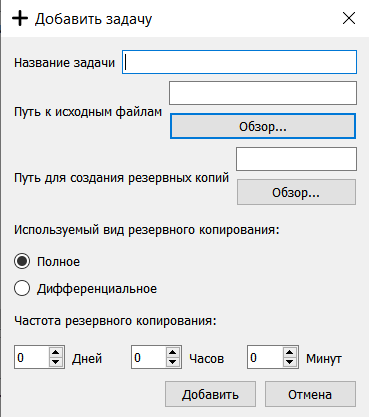 Добавить задачу
Название задачи
Путь к исходным файлам
Обзор...
Путь для создания резервных копий
Обзор...
Используемый вид резервного копирования:
Полное
Дифференциальное
Частота резервного копирования:
0 Дней 0 Часов 0 Минут
Добавить Отмена